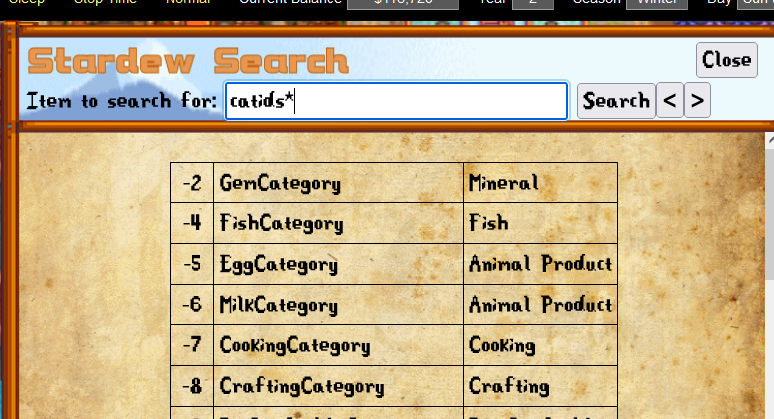 Sleep Stop Time Normal Current Balance Year 2 Season Winter Day
Stardew Search
Close
Item to search for: catids* Search < >
-2 GemCategory Mineral
-4 FishCategory Fish
-5 EggCategory Animal Product
-6 MilkCategory Animal Product
-7 CookingCategory Cooking
-8 CraftingCategory Crafting